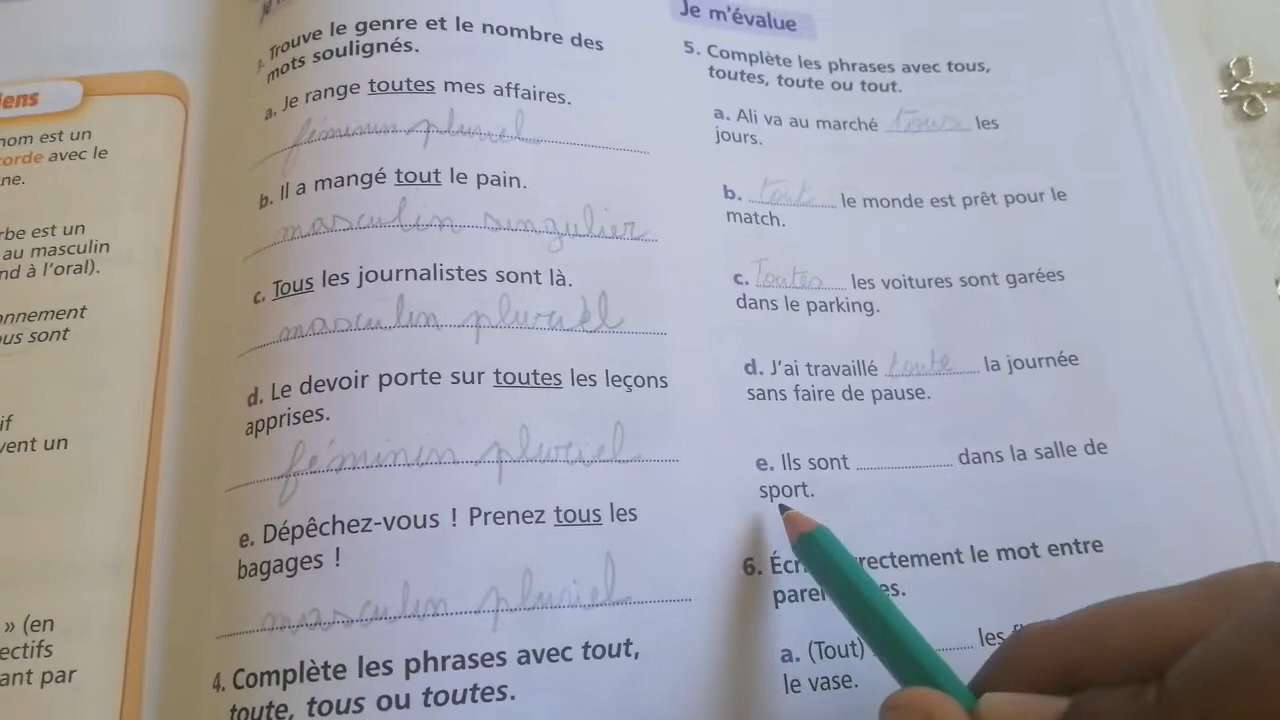 iens
nom est un
corde avec le
ne.
rbe est un
au masculin
nd à l'oral).
onnement
us sont
if
vent un
» (en
ectifs
ant par
Trouve le genre et le nombre des
mots soulignés.
a. Je range toutes mes affaires.
féminin pluriel
b. Il a mangé tout le pain.
masculin singulier
c. Tous les journalistes sont là.
masculin pluriel
d. Le devoir porte sur toutes les leçons
apprises.
féminin pluriel
e. Dépêchez-vous ! Prenez tous les
bagages !
masculin pluriel
4. Complète les phrases avec tout,
toute, tous ou toutes.
Je m'évalue
5. Complète les phrases avec tous,
toutes, toute ou tout.
a. Ali va au marché tous les
jours.
b. Tout le monde est prêt pour le
match.
c. Toutes les voitures sont garées
dans le parking.
d. J'ai travaillé toute la journée
sans faire de pause.
e. Ils sont ........ dans la salle de
sport.
6. Écr rectement le mot entre
paren es.
a. (Tout) ........ les
le vase.